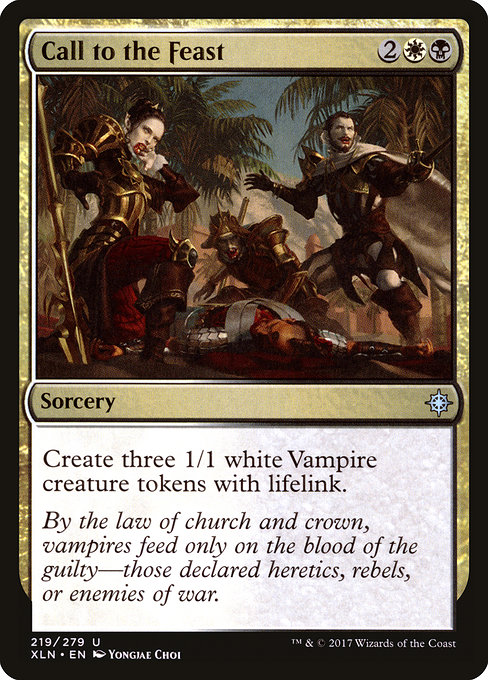 Call to the Feast 2
Sorcery
Create three 1/1 white Vampire
creature tokens with lifelink.
By the law of church and crown,
vampires feed only on the blood of the
guilty—those declared heretics, rebels,
or enemies of war.
219/279 U
XLN • EN Yongjae Choi
™ & © 2017 Wizards of the Coast